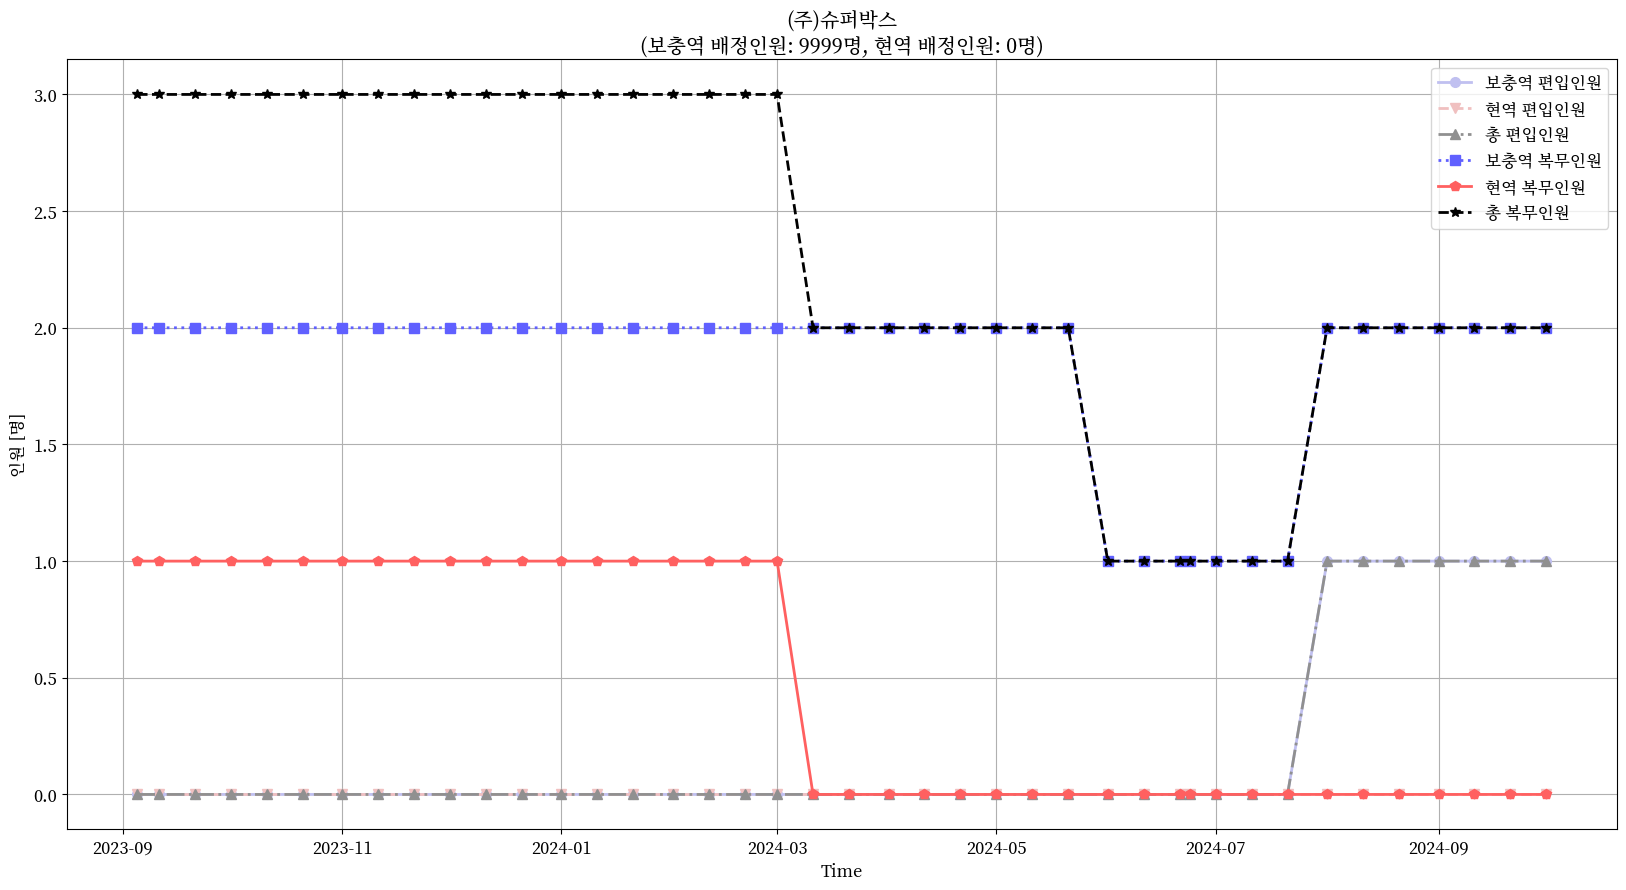 (주)슈퍼박스
(보충역 배정인원: 9999명, 현역 배정인원: 0명)
보충역 편입인원
현역 편입인원
총 편입인원
보충역 복무인원
현역 복무인원
총 복무인원
3.0
2.5
2.0
1.5
1.0
0.5
0.0
인원 [명]
2023-09
2023-11
2024-01
2024-03
2024-05
2024-07
2024-09
Time